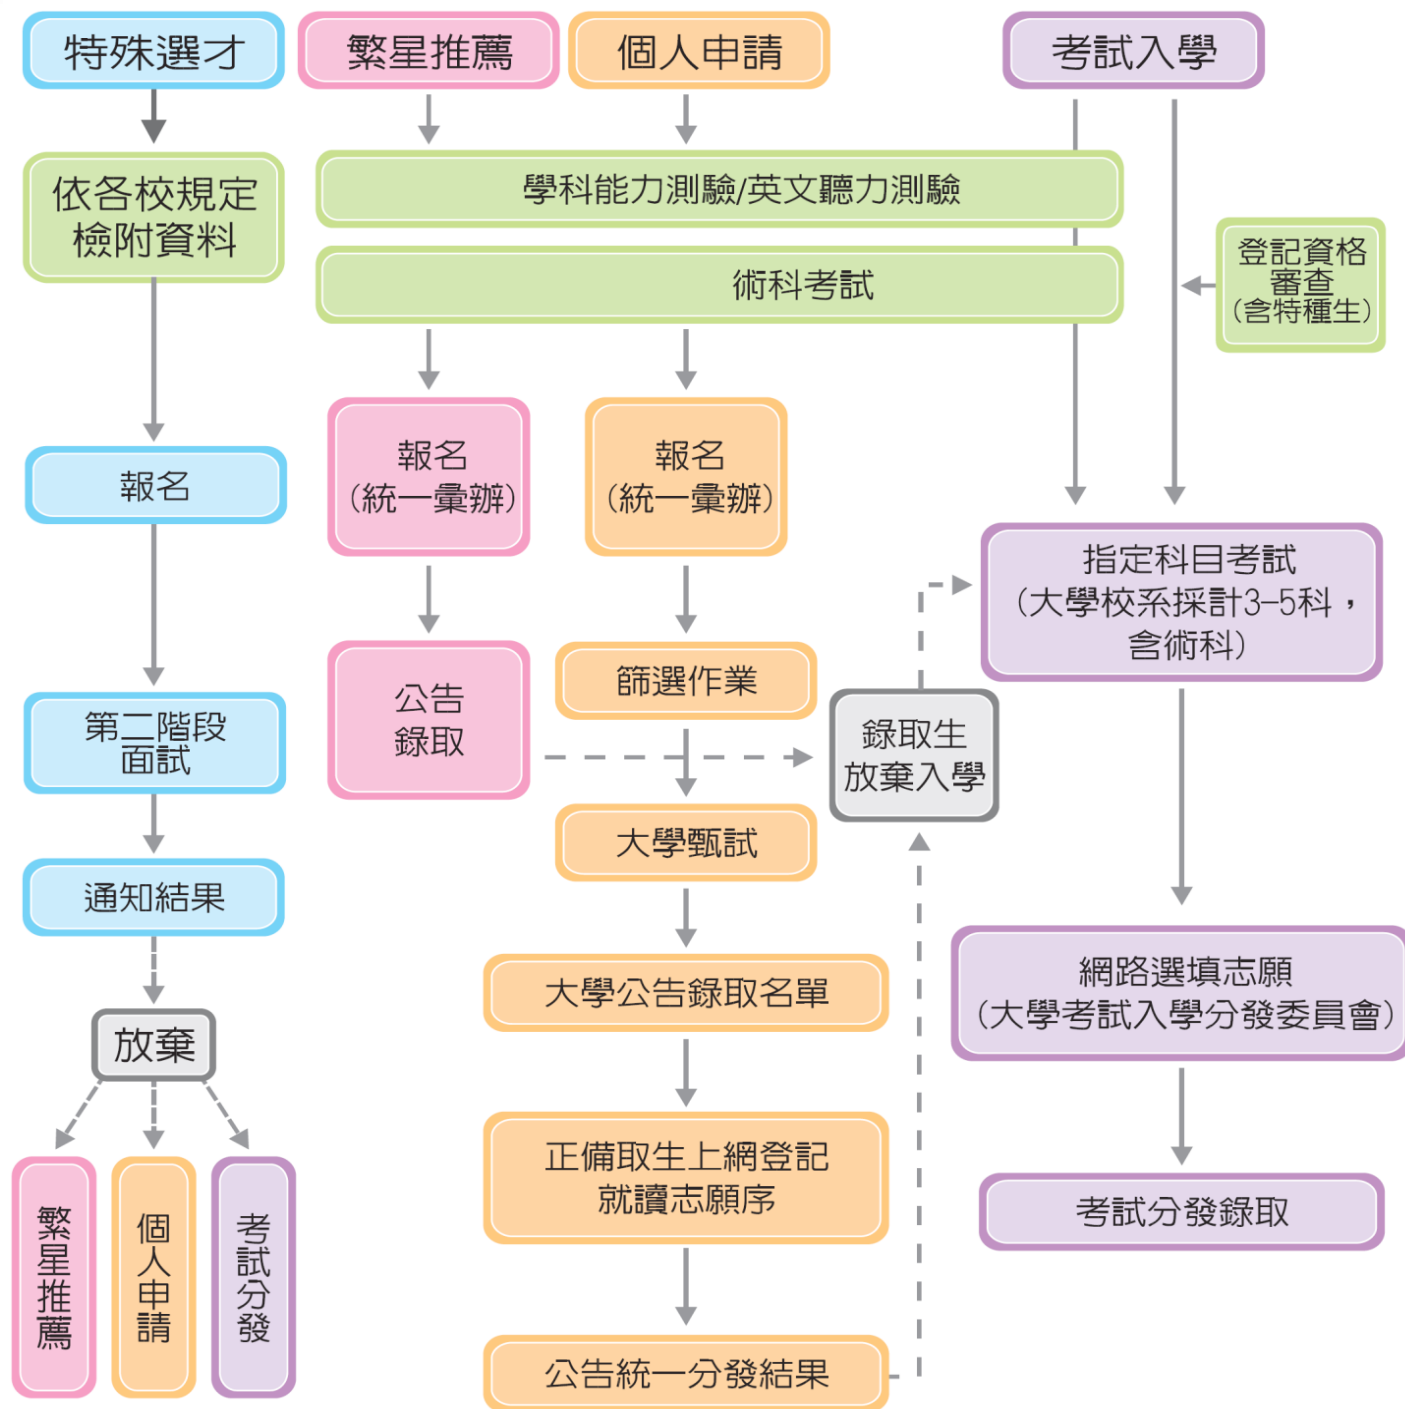 特殊選才
繁星推薦
個人申請
考試入學
依各校規定
檢附資料
學科能力測驗/英文聽力測驗
術科考試
登記資格
審查
(含特種生)
報名
報名
(統一彙辦)
報名
(統一彙辦)
指定科目考試
(大學校系採計3-5科，
含術科)
公告
錄取
篩選作業
第二階段
面試
錄取生
放棄入學
大學甄試
通知結果
大學公告錄取名單
網路選填志願
(大學考試入學分發委員會)
放棄
正備取生上網登記
就讀志願序
考試分發錄取
繁星推薦
個人申請
考試分發
公告統一分發結果